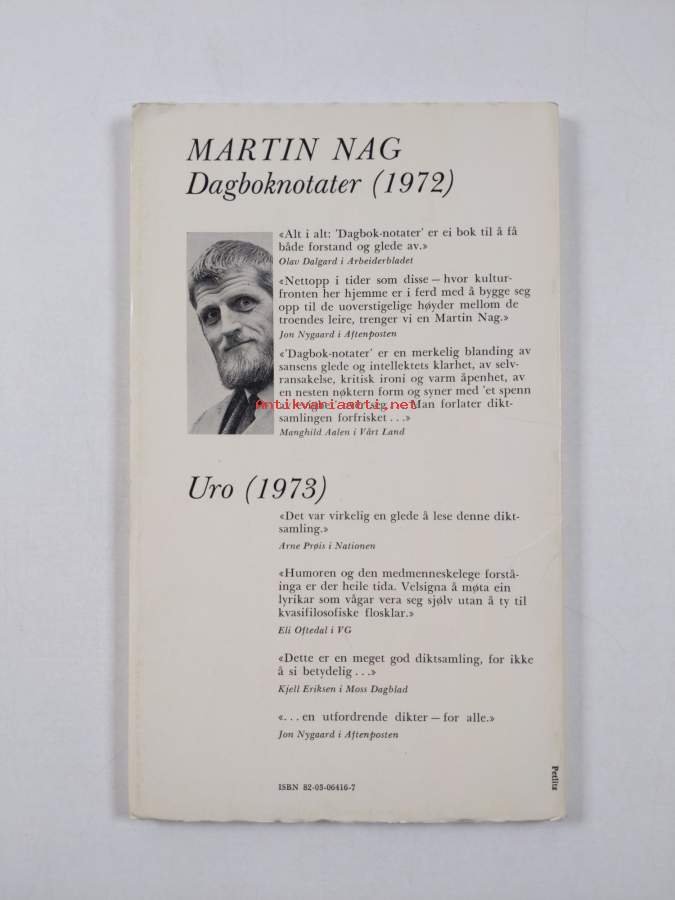 MARTIN NAG
Dagboknotater (1972)
«Alt i alt: 'Dagbok-notater' er ei bok til å få
både forstand og glede av.»
Olav Dalgard i Arbeiderbladet
«Nettopp i tider som disse — hvor kultur-
fronten her hjemme er i ferd med å bygge seg
opp til de uoverstigelige høyder mellom de
troendes leire, trenger vi en Martin Nag.»
Jon Nygaard i Aftenposten
«'Dagbok-notater' er en merkelig blanding av
sansens glede og intellektets klarhet, av selv-
ransakelse, kritisk ironi og varm åpenhet, av
en nesten nøktern form og syner med 'et spenn
Man forlater dikt-
antikvariaatti.net
samlingen forfrisket . . .»
Manghild Aalen i Vårt Land
Uro (1973)
«Det var virkelig en glede å lese denne dikt-
samling.»
Arne Prøis i Nationen
«Humoren og den medmenneskelege forstå-
inga er der heile tida. Velsigna å møta ein
lyrikar som vågar vera seg sjølv utan å ty til
kvasifilosofiske flosklar.»
Eli Oftedal i VG
«Dette er en meget god diktsamling, for ikke
å si betydelig . . .»
Kjell Eriksen i Moss Dagblad
«. . . en utfordrende dikter — for alle.»
Jon Nygaard i Aftenposten
ISBN 82-03-06416-7
Petlitz